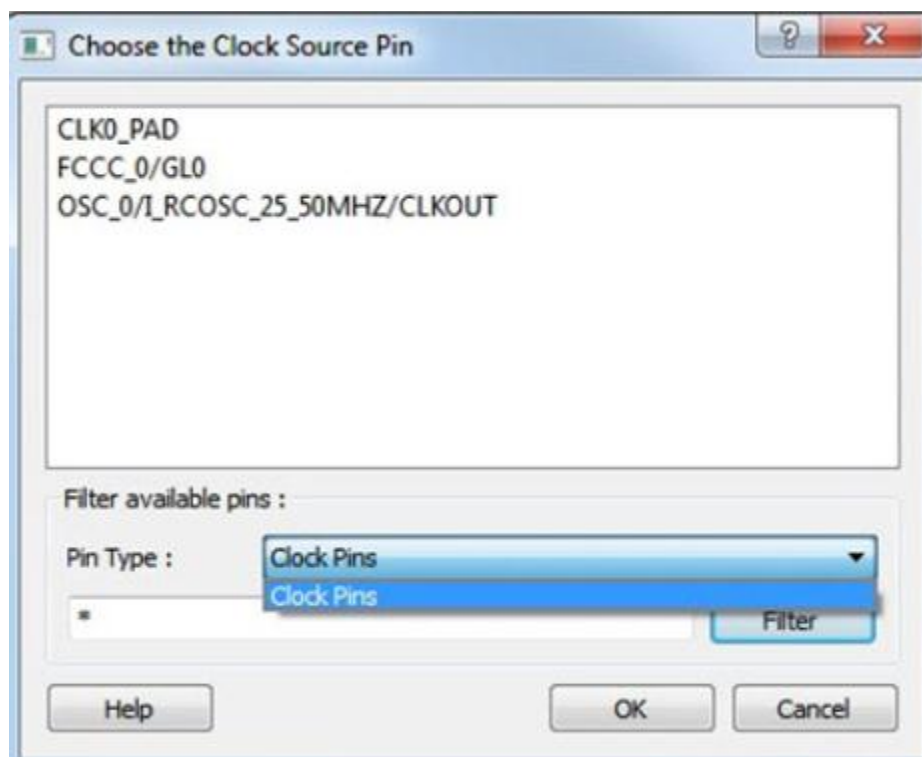 Choose the Clock Source Pin
CLK0_PAD
FCCC_0/GL0
OSC_0/I_RCOSC_25_50MHZ/CLKOUT
Filter available pins :
Pin Type : Clock Pins
Clock Pins
* Filter
Help OK Cancel